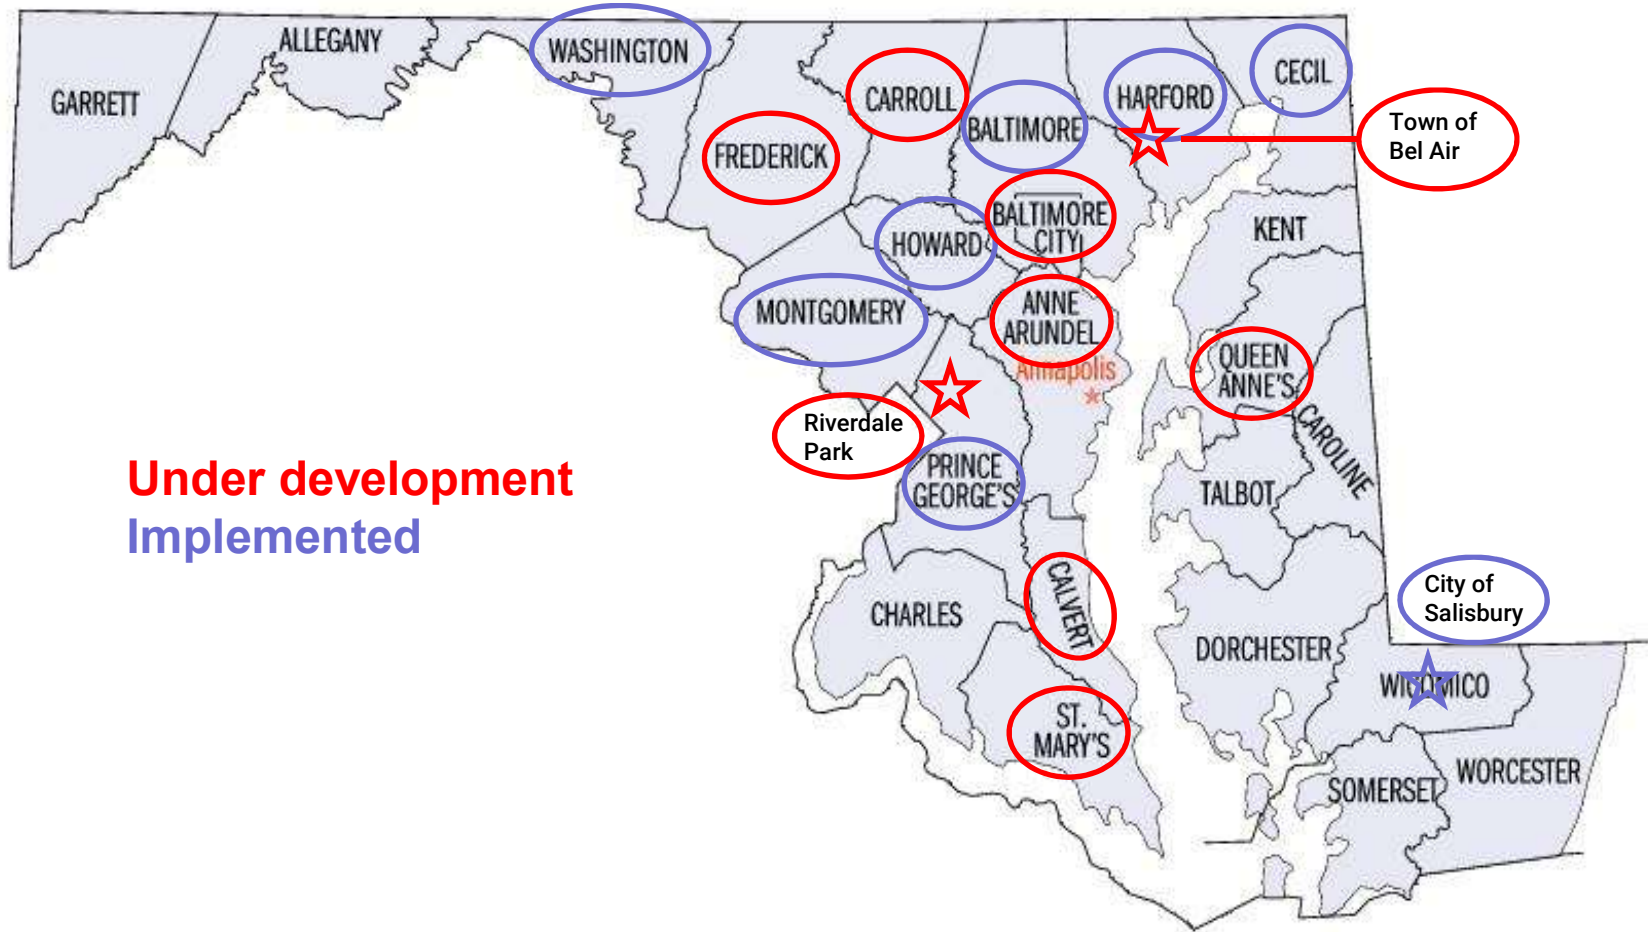 ALLEGANY
WASHINGTON
GARRETT
CARROLL
FREDERICK
BALTIMORE
HARFORD
CECIL
Town of
Bel Air
BALTIMORE
CITY
HOWARD
KENT
MONTGOMERY
ANNE
ARUNDEL
Annapolis
*
QUEEN
ANNE'S
CAROLINE
Riverdale
Park
PRINCE
GEORGE'S
TALBOT
Under development
Implemented
CALVERT
CHARLES
City of
Salisbury
DORCHESTER
WICOMICO
ST.
MARY'S
SOMERSET
WORCESTER